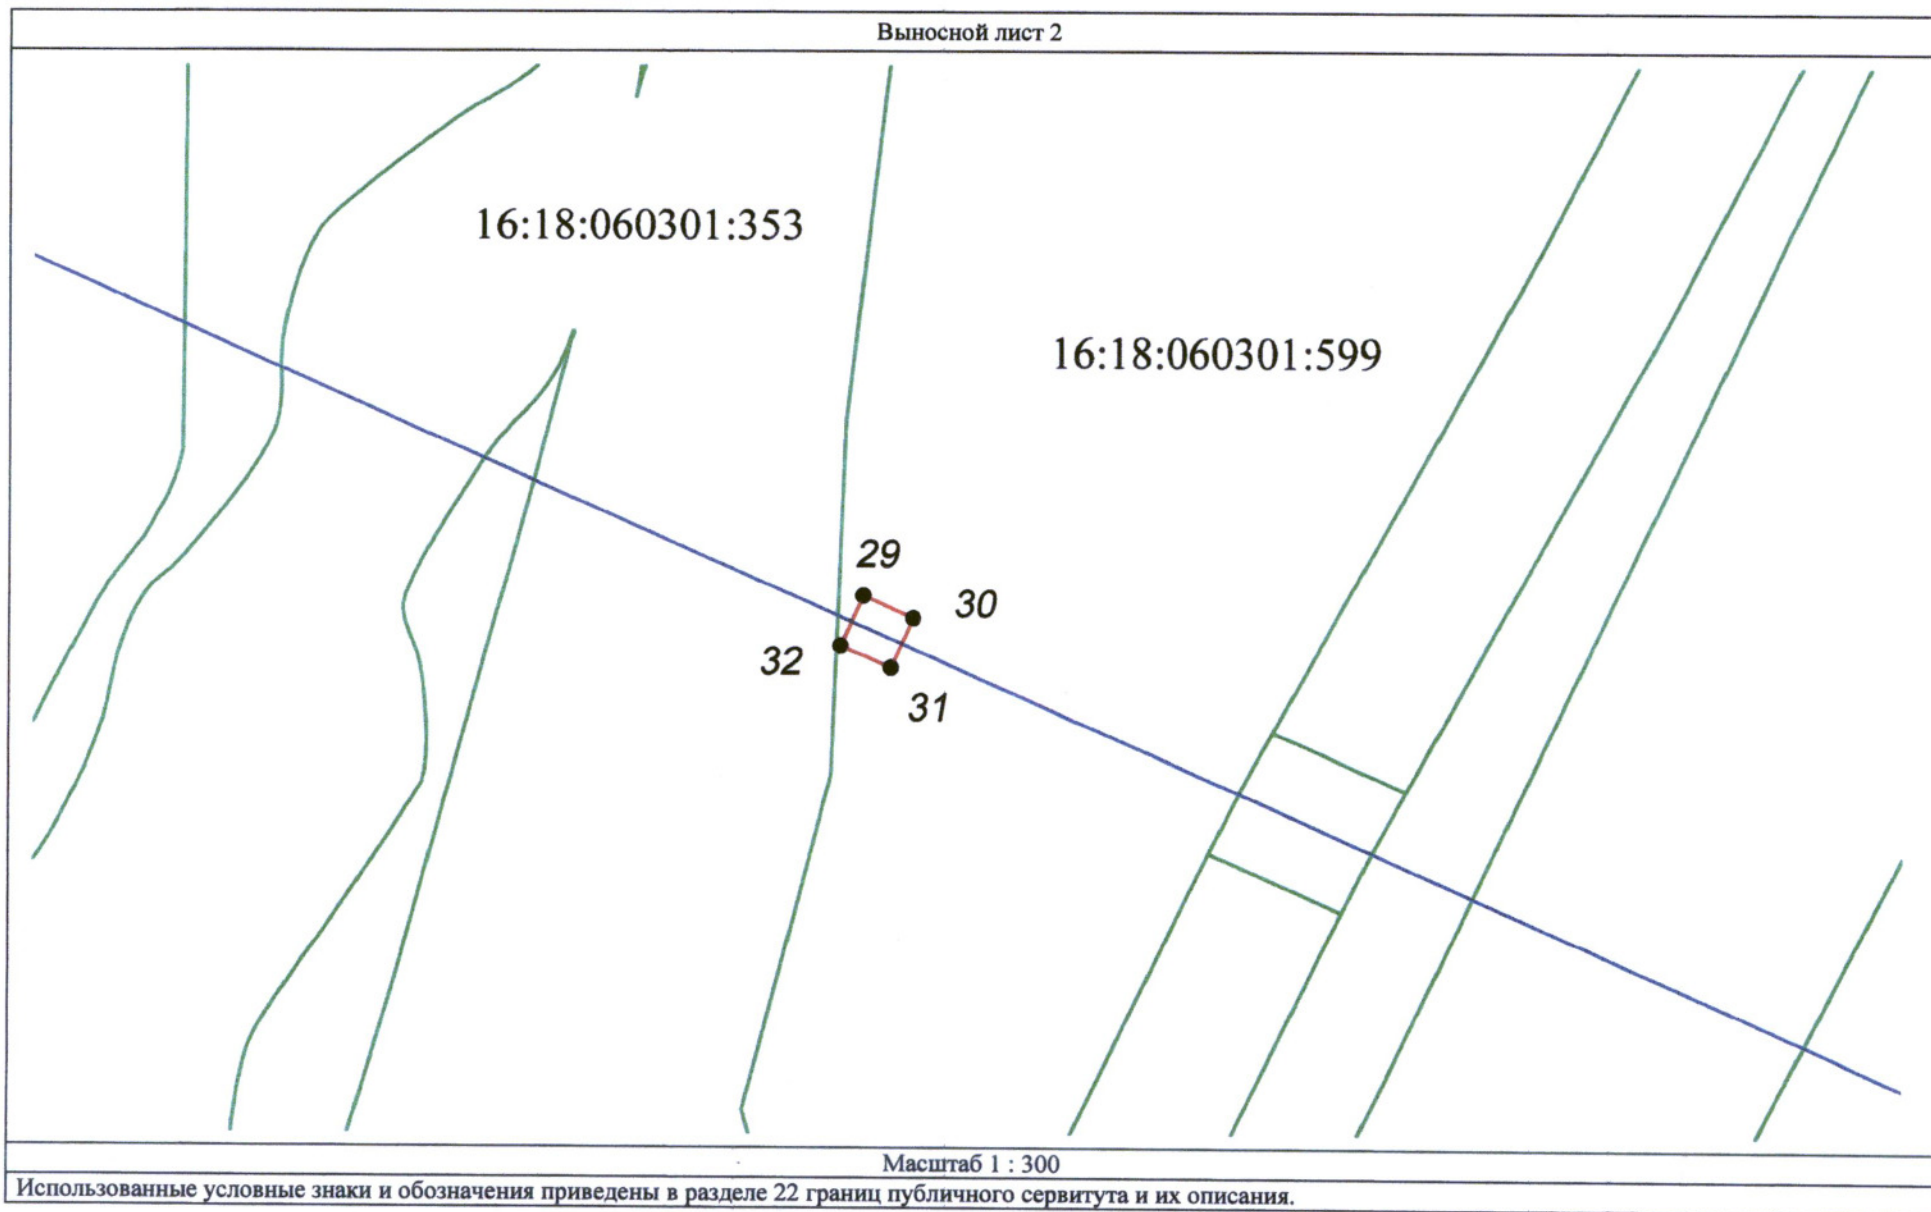 Выносной лист 2
16:18:060301:353
16:18:060301:599
29
30
32
31
Масштаб 1 : 300
Использованные условные знаки и обозначения приведены в разделе 22 границ публичного сервитута и их описания.